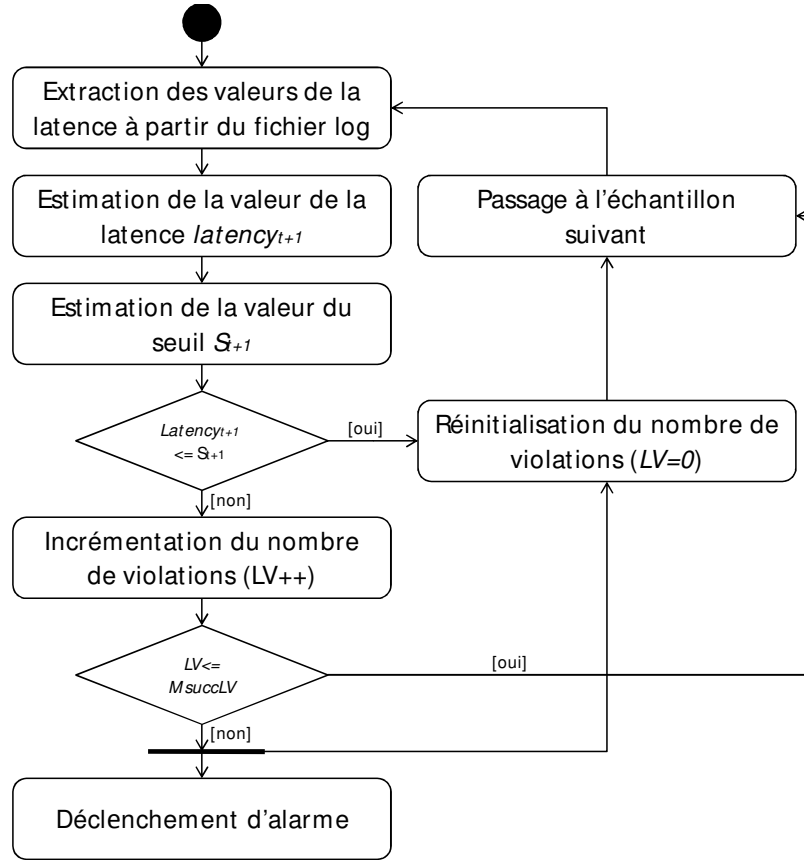 Extraction des valeurs de la
latence à partir du fichier log
Estimation de la valeur de la
latence latency t+1
Passage à l'échantillon
suivant
Estimation de la valeur du
seuil St+1
Latency t+1
<= St+1
[oui]
Réinitialisation du nombre de
violations (LV=0)
[non]
Incrémentation du nombre
de violations (LV++)
LV<=
MsuccLV
[oui]
[non]
Déclenchement d'alarme